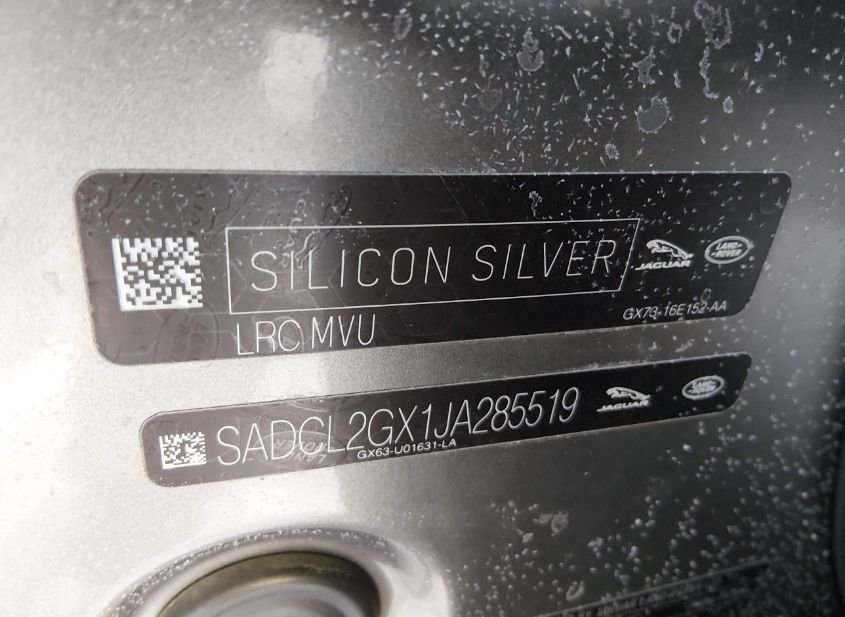 SILICON SILVER
JAGUAR
LAND-
ROVER
GX73-16E152-AA
LRC MVU
SADCL2GX1JA285519
JAGUAR
LAND-
ROVER
GX63-U01631-LA